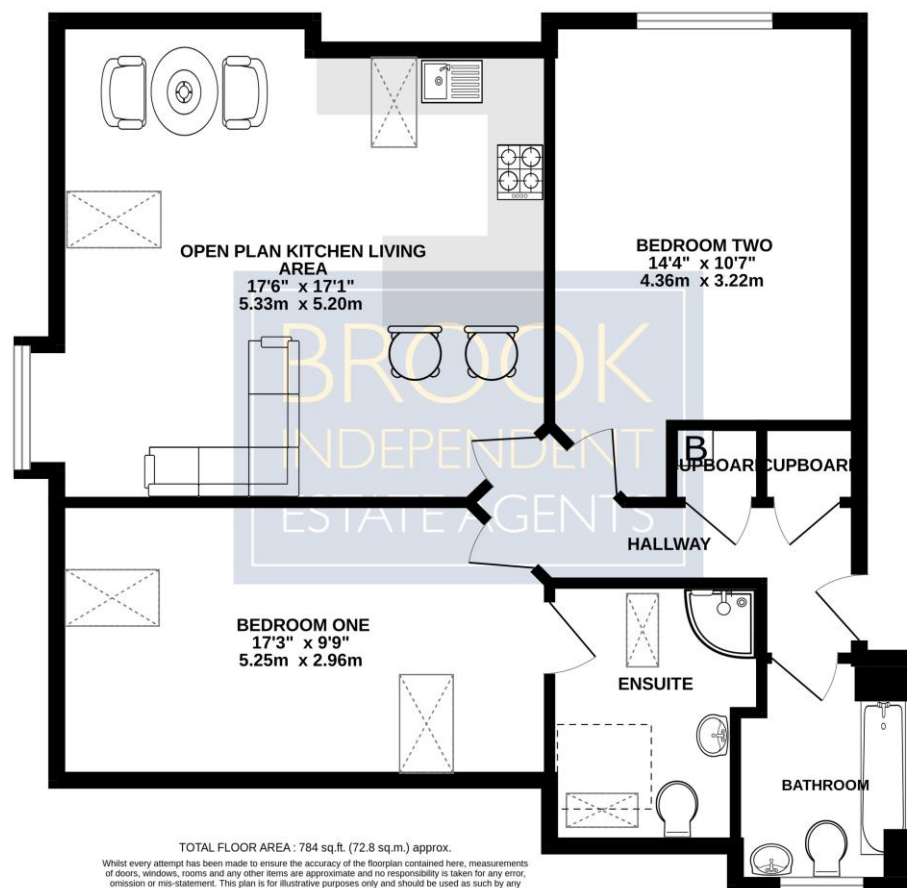 OPEN PLAN KITCHEN LIVING
AREA
17'6" x 17'1"
5.33m x 5.20m
BEDROOM TWO
14'4" x 10'7"
4.36m x 3.22m
BROOK
INDEPENDENT
ESTATE AGENTS
B
CUPBOARD
CUPBOARD
HALLWAY
BEDROOM ONE
17'3" x 9'9"
5.25m x 2.96m
ENSUITE
BATHROOM
TOTAL FLOOR AREA : 784 sq.ft. (72.8 sq.m.) approx.
Whilst every attempt has been made to ensure the accuracy of the floorplan contained here, measurements
of doors, windows, rooms and any other items are approximate and no responsibility is taken for any error,
omission or mis-statement. This plan is for illustrative purposes only and should be used as such by any